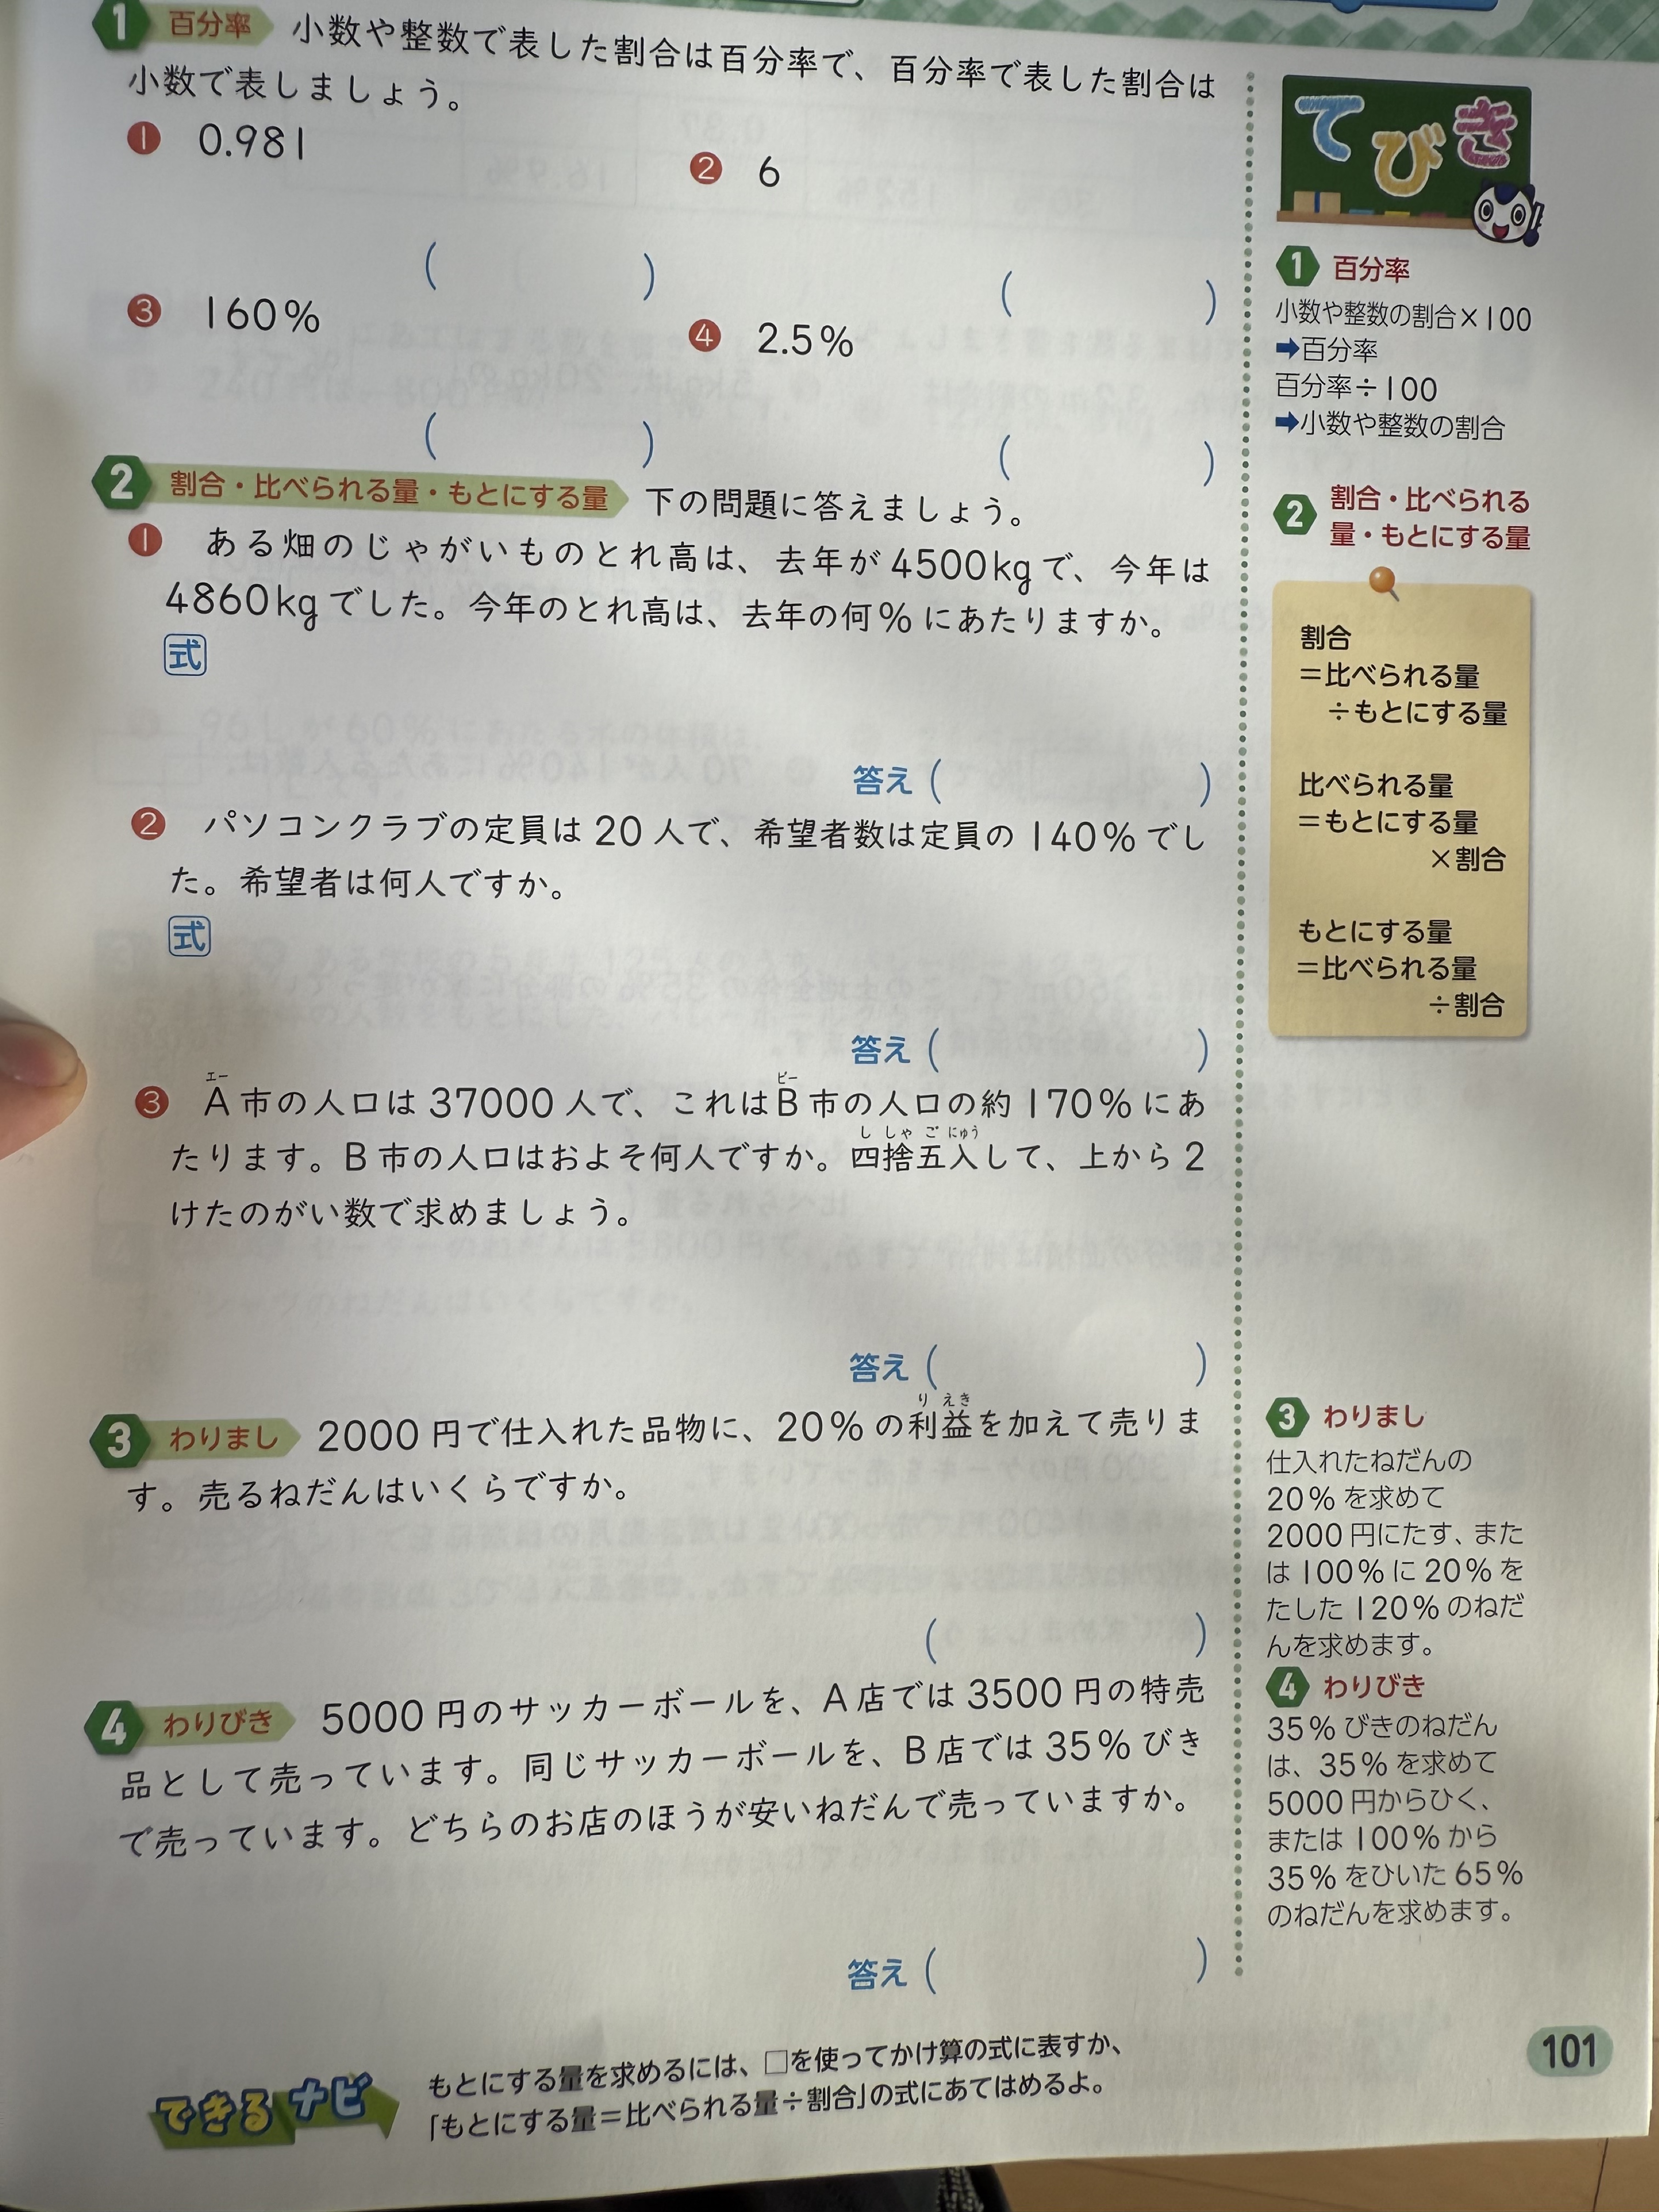 1 百分率 小数や整数で表した割合は百分率で、百分率で表した割合は
小数で表しましょう。
❶ 0.981
❷ 6
( )
( )
❸ 160%
❹ 2.5%
( )
( )
2 割合・比べられる量・もとにする量 下の問題に答えましょう。
❶ ある畑のじゃがいものとれ高は、去年が4500kgで、今年は
4860kgでした。今年のとれ高は、去年の何%にあたりますか。
式
答え ( )
❷ パソコンクラブの定員は20人で、希望者数は定員の140%でし
た。希望者は何人ですか。
式
答え ( )
エー ビー
❸ A市の人口は37000人で、これはB市の人口の約170%にあ
し しゃ ご にゅう
たります。B市の人口はおよそ何人ですか。四捨五入して、上から2
けたのがい数で求めましょう。
答え ( )
り えき
3 わりまし 2000円で仕入れた品物に、20%の利益を加えて売りま
す。売るねだんはいくらですか。
( )
4 わりびき 5000円のサッカーボールを、A店では3500円の特売
品として売っています。同じサッカーボールを、B店では35%びき
で売っています。どちらのお店のほうが安いねだんで売っていますか。
答え ( )
てびき
1 百分率
小数や整数の割合×100
➡百分率
百分率÷100
➡小数や整数の割合
2 割合・比べられる
量・もとにする量
割合
=比べられる量
÷もとにする量
比べられる量
=もとにする量
×割合
もとにする量
=比べられる量
÷割合
3 わりまし
仕入れたねだんの
20%を求めて
2000円にたす、また
は100%に20%を
たした120%のねだ
んを求めます。
4 わりびき
35%びきのねだん
は、35%を求めて
5000円からひく、
または100%から
35%をひいた65%
のねだんを求めます。
できるナビ
もとにする量を求めるには、□を使ってかけ算の式に表すか、
「もとにする量=比べられる量÷割合」の式にあてはめるよ。
101